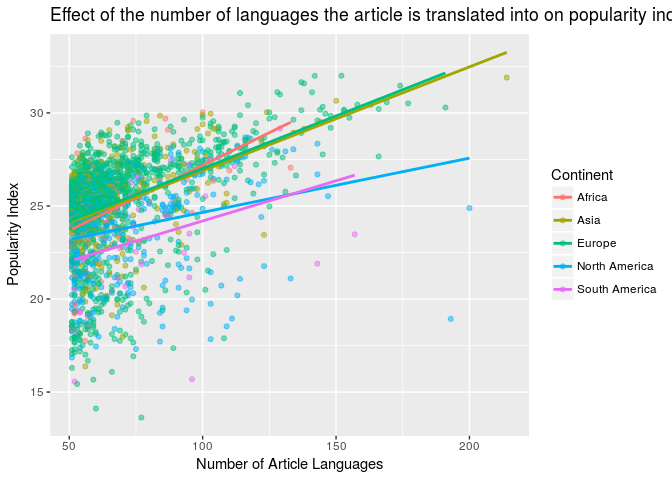 Effect of the number of languages the article is translated into on popularity inc
30
25
20
15
Popularity Index
50
100
150
200
Number of Article Languages
Continent
Africa
Asia
Europe
North America
South America